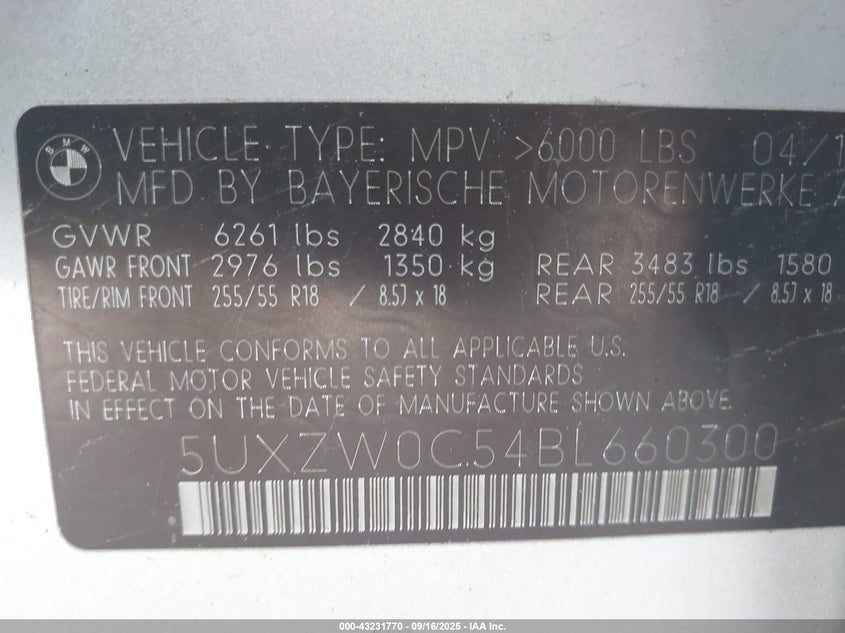 VEHICLE TYPE: MPV >6000 LBS 04/1
MFD BY BAYERISCHE MOTORENWERKE A
GVWR 6261 lbs 2840 kg
GAWR FRONT 2976 lbs 1350 kg REAR 3483 lbs 1580
TIRE/RIM FRONT 255/55 R18 / 8.5J x 18 REAR 255/55 R18 / 8.5J x 18
THIS VEHICLE CONFORMS TO ALL APPLICABLE U.S.
FEDERAL MOTOR VEHICLE SAFETY STANDARDS
IN EFFECT ON THE DATE OF MANUFACTURE SHOWN ABOVE.
5UXZW0C54BL660300
000-43231770 - 09/16/2025 - IAA Inc.